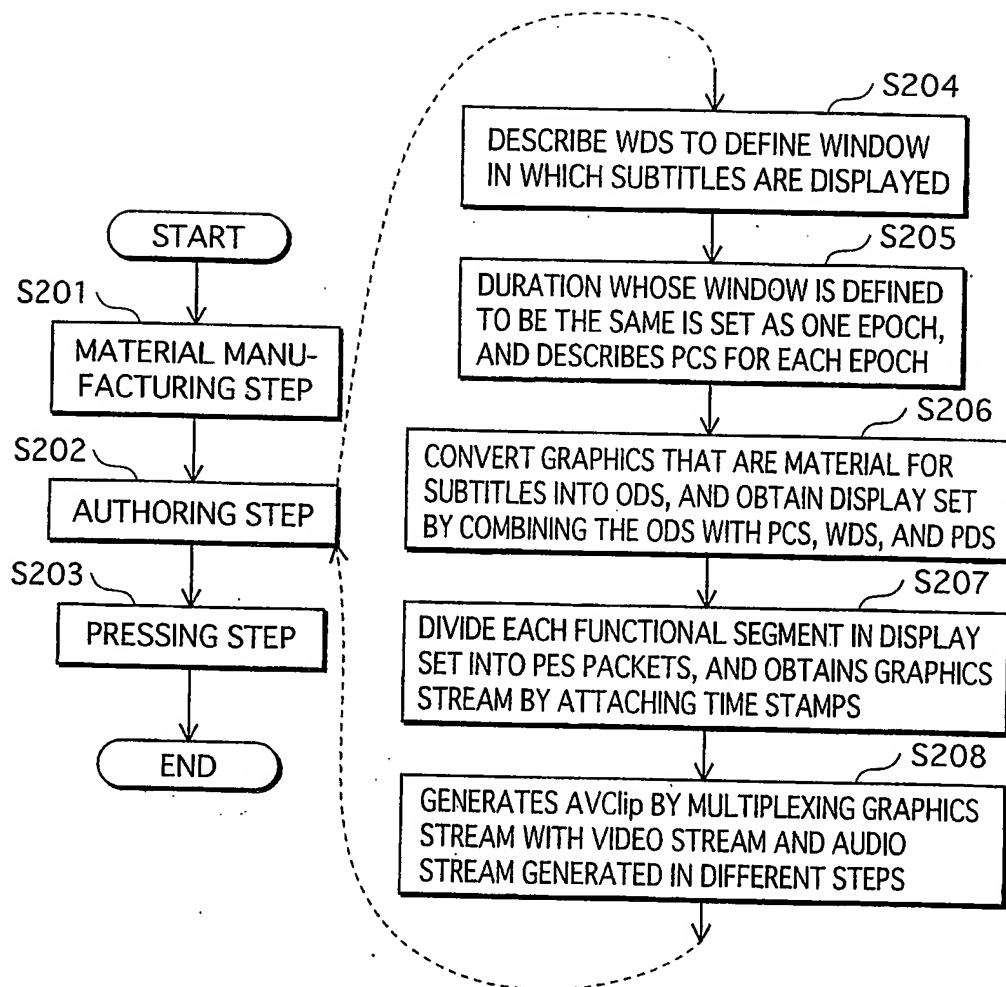 START
S201
MATERIAL MANU-
FACTURING STEP
S202
AUTHORING STEP
S203
PRESSING STEP
END
S204
DESCRIBE WDS TO DEFINE WINDOW
IN WHICH SUBTITLES ARE DISPLAYED
S205
DURATION WHOSE WINDOW IS DEFINED
TO BE THE SAME IS SET AS ONE EPOCH,
AND DESCRIBES PCS FOR EACH EPOCH
S206
CONVERT GRAPHICS THAT ARE MATERIAL FOR
SUBTITLES INTO ODS, AND OBTAIN DISPLAY SET
BY COMBINING THE ODS WITH PCS, WDS, AND PDS
S207
DIVIDE EACH FUNCTIONAL SEGMENT IN DISPLAY
SET INTO PES PACKETS, AND OBTAINS GRAPHICS
STREAM BY ATTACHING TIME STAMPS
S208
GENERATES AVClip BY MULTIPLEXING GRAPHICS
STREAM WITH VIDEO STREAM AND AUDIO
STREAM GENERATED IN DIFFERENT STEPS